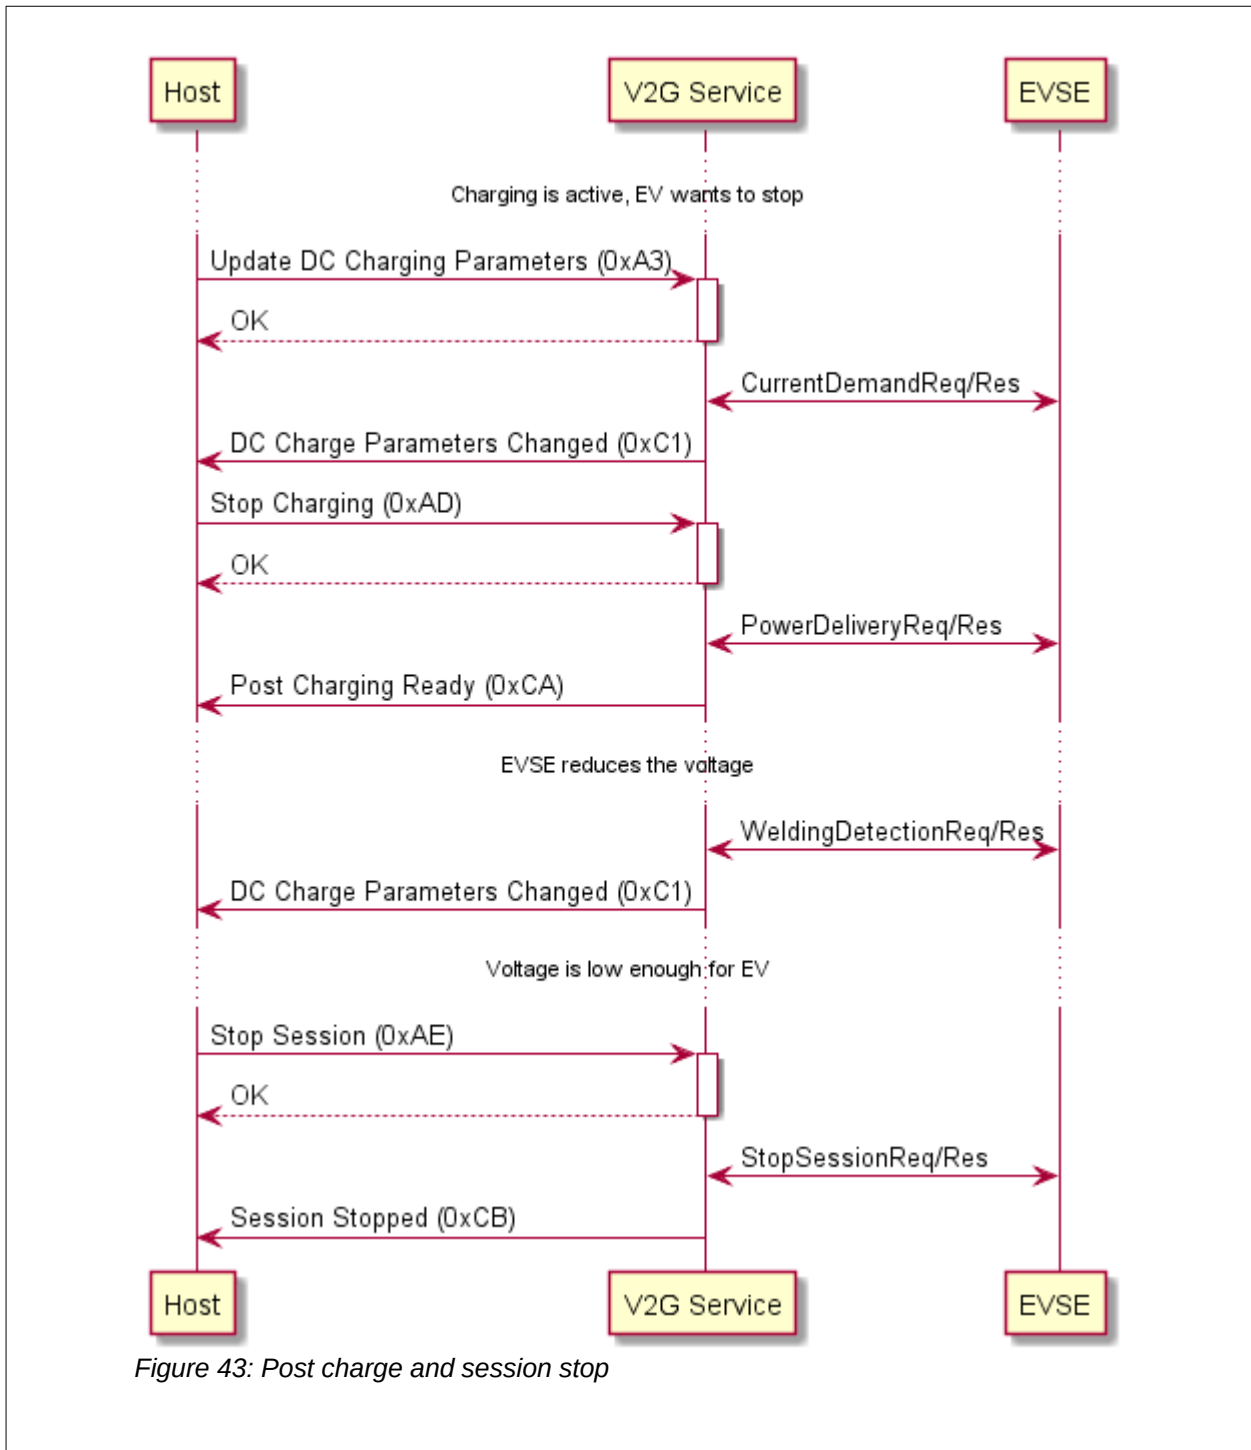 Host
V2G Service
EVSE
Charging is active, EV wants to stop
Update DC Charging Parameters (0xA3)
OK
CurrentDemandReq/Res
DC Charge Parameters Changed (0xC1)
Stop Charging (0xAD)
OK
PowerDeliveryReq/Res
Post Charging Ready (0xCA)
EVSE reduces the voltage
WeldingDetectionReq/Res
DC Charge Parameters Changed (0xC1)
Voltage is low enough for EV
Stop Session (0xAE)
OK
StopSessionReq/Res
Session Stopped (0xCB)
Host
V2G Service
EVSE
Figure 43: Post charge and session stop